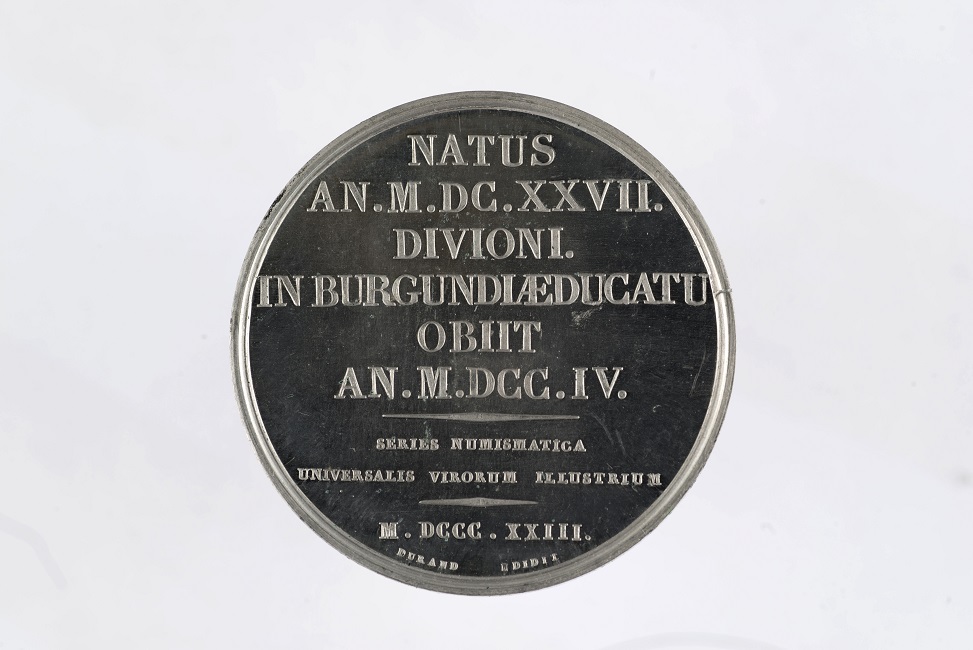 NATUS
AN.M.DC.XXVII.
DIVIONI.
IN BURGUNDIÆDUCATU
OBIIT
AN.M.DCC.IV.
SERIES NUMISMATICA
UNIVERSALIS VIRORUM ILLUSTRIUM
M.DCCC.XXIII.
DURAND EDIDIT